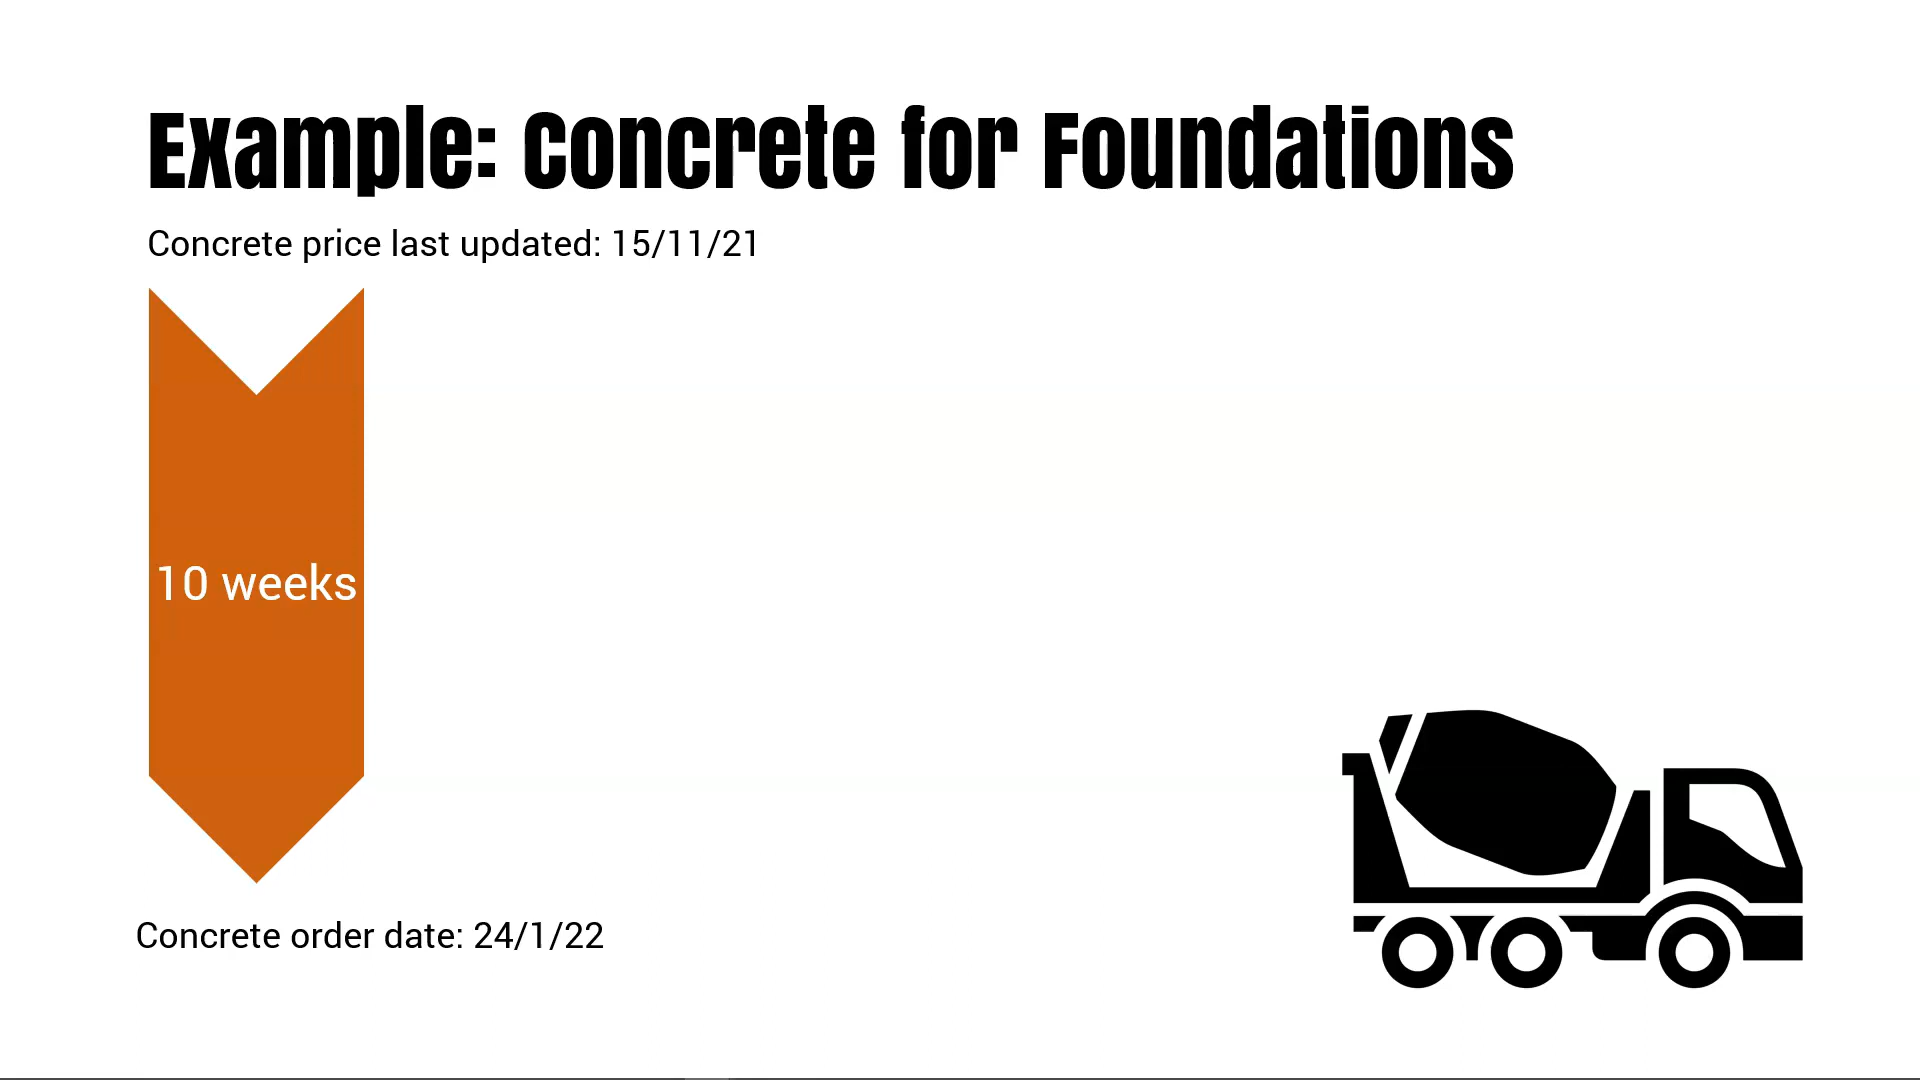 Example: Concrete for Foundations
Concrete price last updated: 15/11/21
10 weeks
Concrete order date: 24/1/22